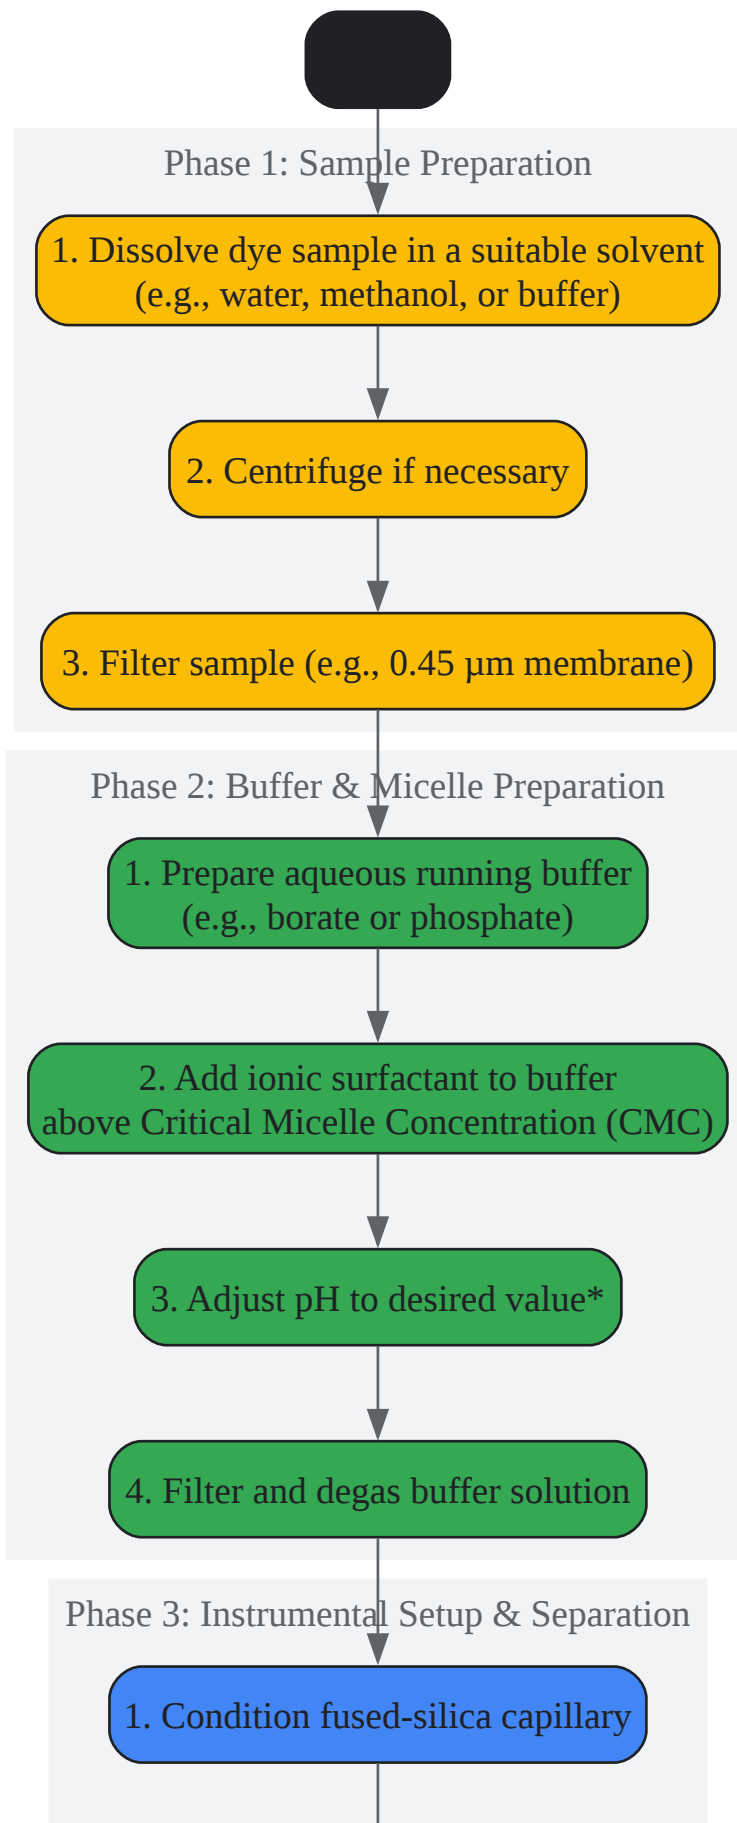 Phase 1: Sample Preparation
1. Dissolve dye sample in a suitable solvent
(e.g., water, methanol, or buffer)
2. Centrifuge if necessary
3. Filter sample (e.g., 0.45 µm membrane)
Phase 2: Buffer & Micelle Preparation
1. Prepare aqueous running buffer
(e.g., borate or phosphate)
2. Add ionic surfactant to buffer
above Critical Micelle Concentration (CMC)
3. Adjust pH to desired value*
4. Filter and degas buffer solution
Phase 3: Instrumental Setup & Separation
1. Condition fused-silica capillary